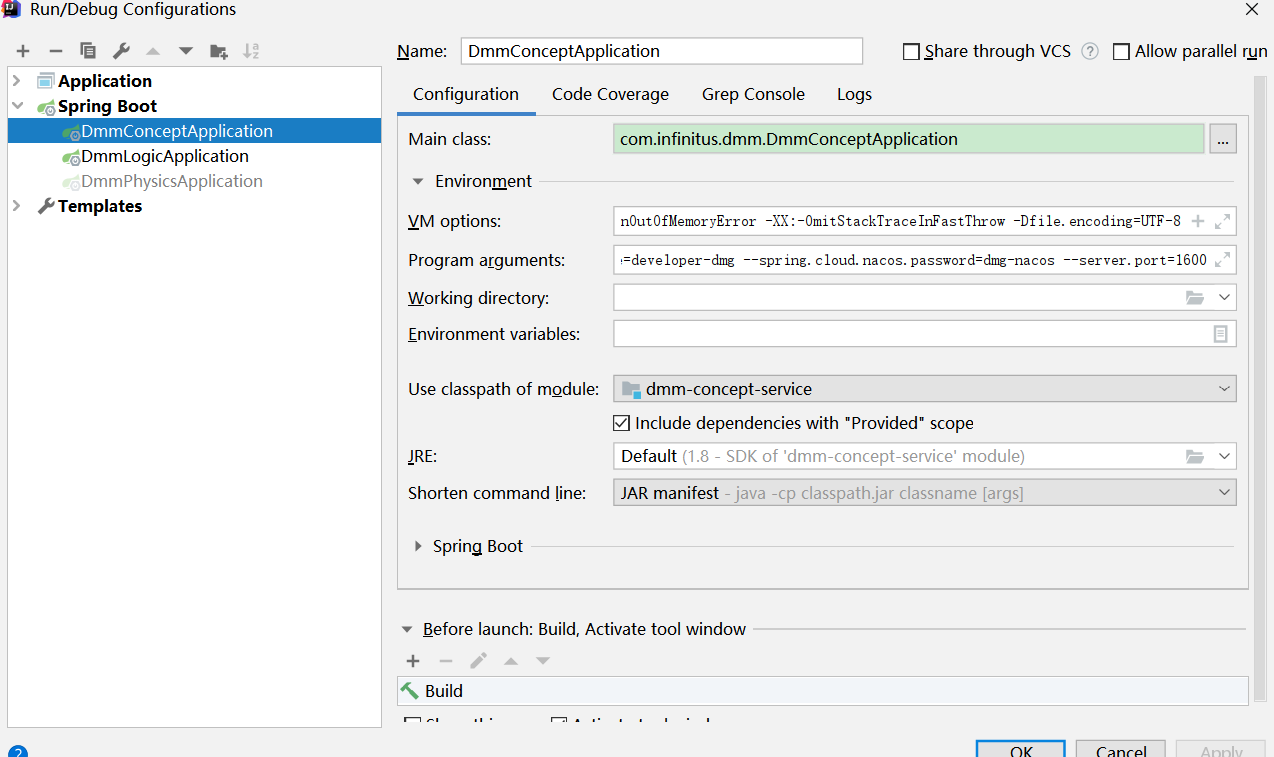 Run/Debug Configurations
Name: DmmConceptApplication Share through VCS ? Allow parallel run
Application
Spring Boot
DmmConceptApplication
DmmLogicApplication
DmmPhysicsApplication
Templates
Configuration Code Coverage Grep Console Logs
Main class: com.infinitus.dmm.DmmConceptApplication ...
Environment
VM options: nOutOfMemoryError -XX:-OmitStackTraceInFastThrow -Dfile.encoding=UTF-8
Program arguments: =developer-dmg --spring.cloud.nacos.password=dmg-nacos --server.port=1600
Working directory:
Environment variables:
Use classpath of module: dmm-concept-service
Include dependencies with "Provided" scope
JRE: Default (1.8 - SDK of 'dmm-concept-service' module)
Shorten command line: JAR manifest - java -cp classpath.jar classname [args]
Spring Boot
Before launch: Build, Activate tool window
Build
? OK Cancel Apply